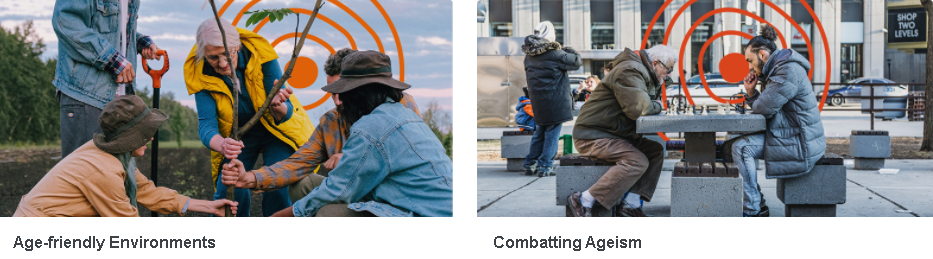 SHOP
TWO
LEVELS
Age-friendly Environments
Combatting Ageism